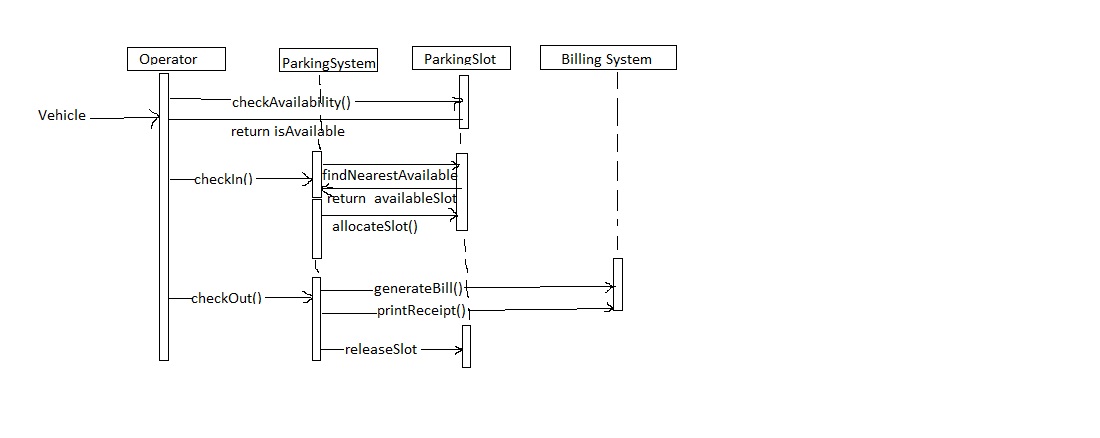 Operator
ParkingSystem
ParkingSlot
Billing System
Vehicle
checkAvailability()
return isAvailable
checkIn()
findNearestAvailable
return availableSlot
allocateSlot()
checkOut()
generateBill()
printReceipt()
releaseSlot